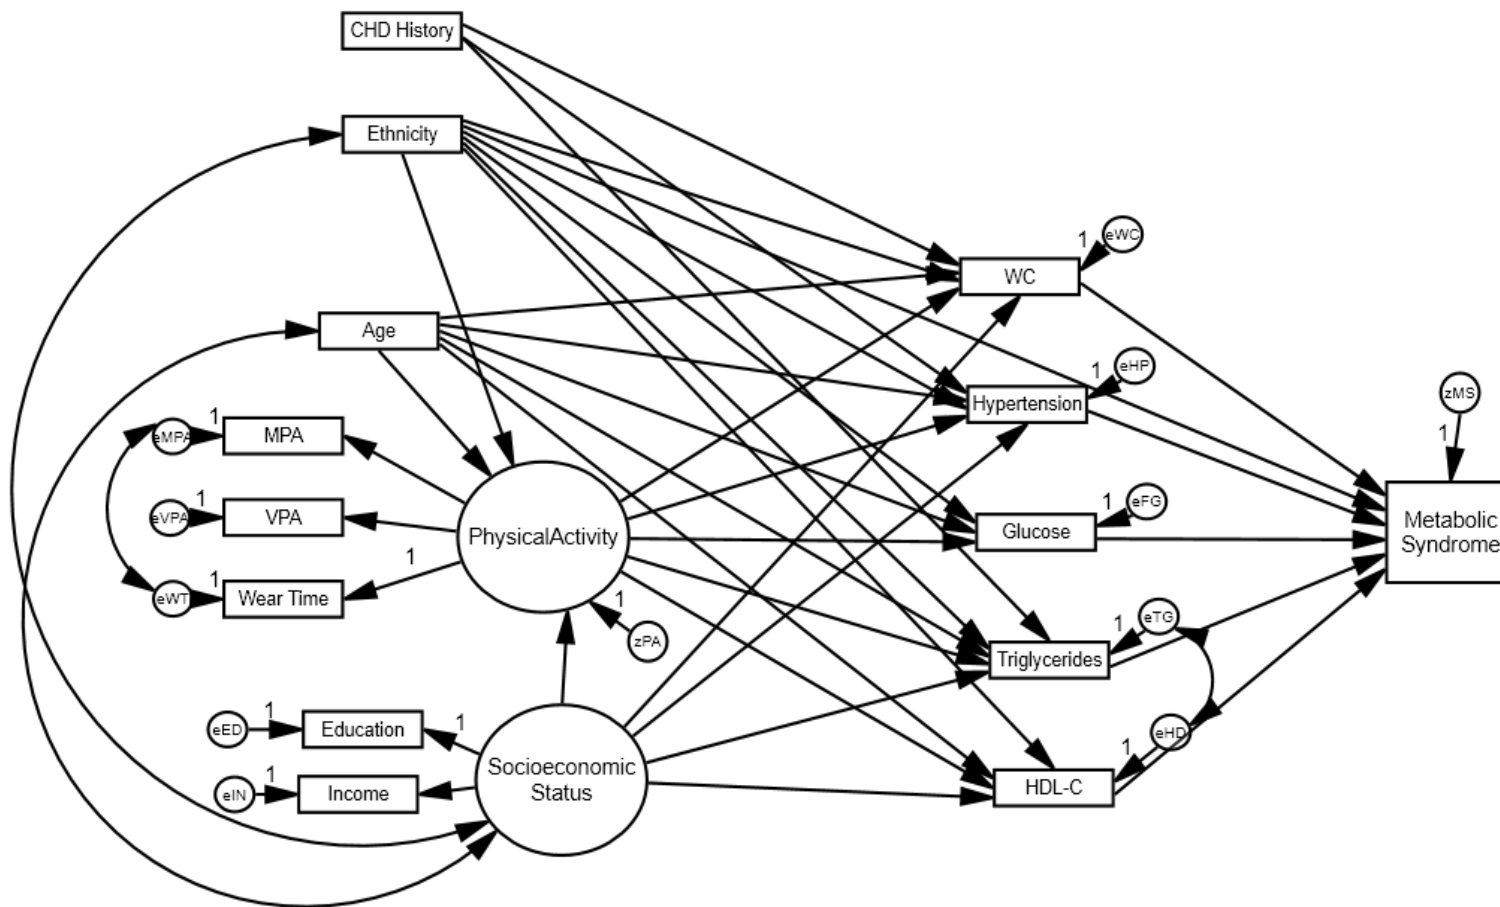 CHD History
Ethnicity
1
eWC
WC
Age
1
eHP
Hypertension
zMS
1
1
eMPA
MPA
1
eVPA
VPA
PhysicalActivity
1
eFG
Glucose
Metabolic
Syndrome
1
1
eWT
Wear Time
1
zPA
1
eTG
Triglycerides
1
eED
Education
1
1
eHD
Socioeconomic
Status
1
eIN
Income
HDL-C